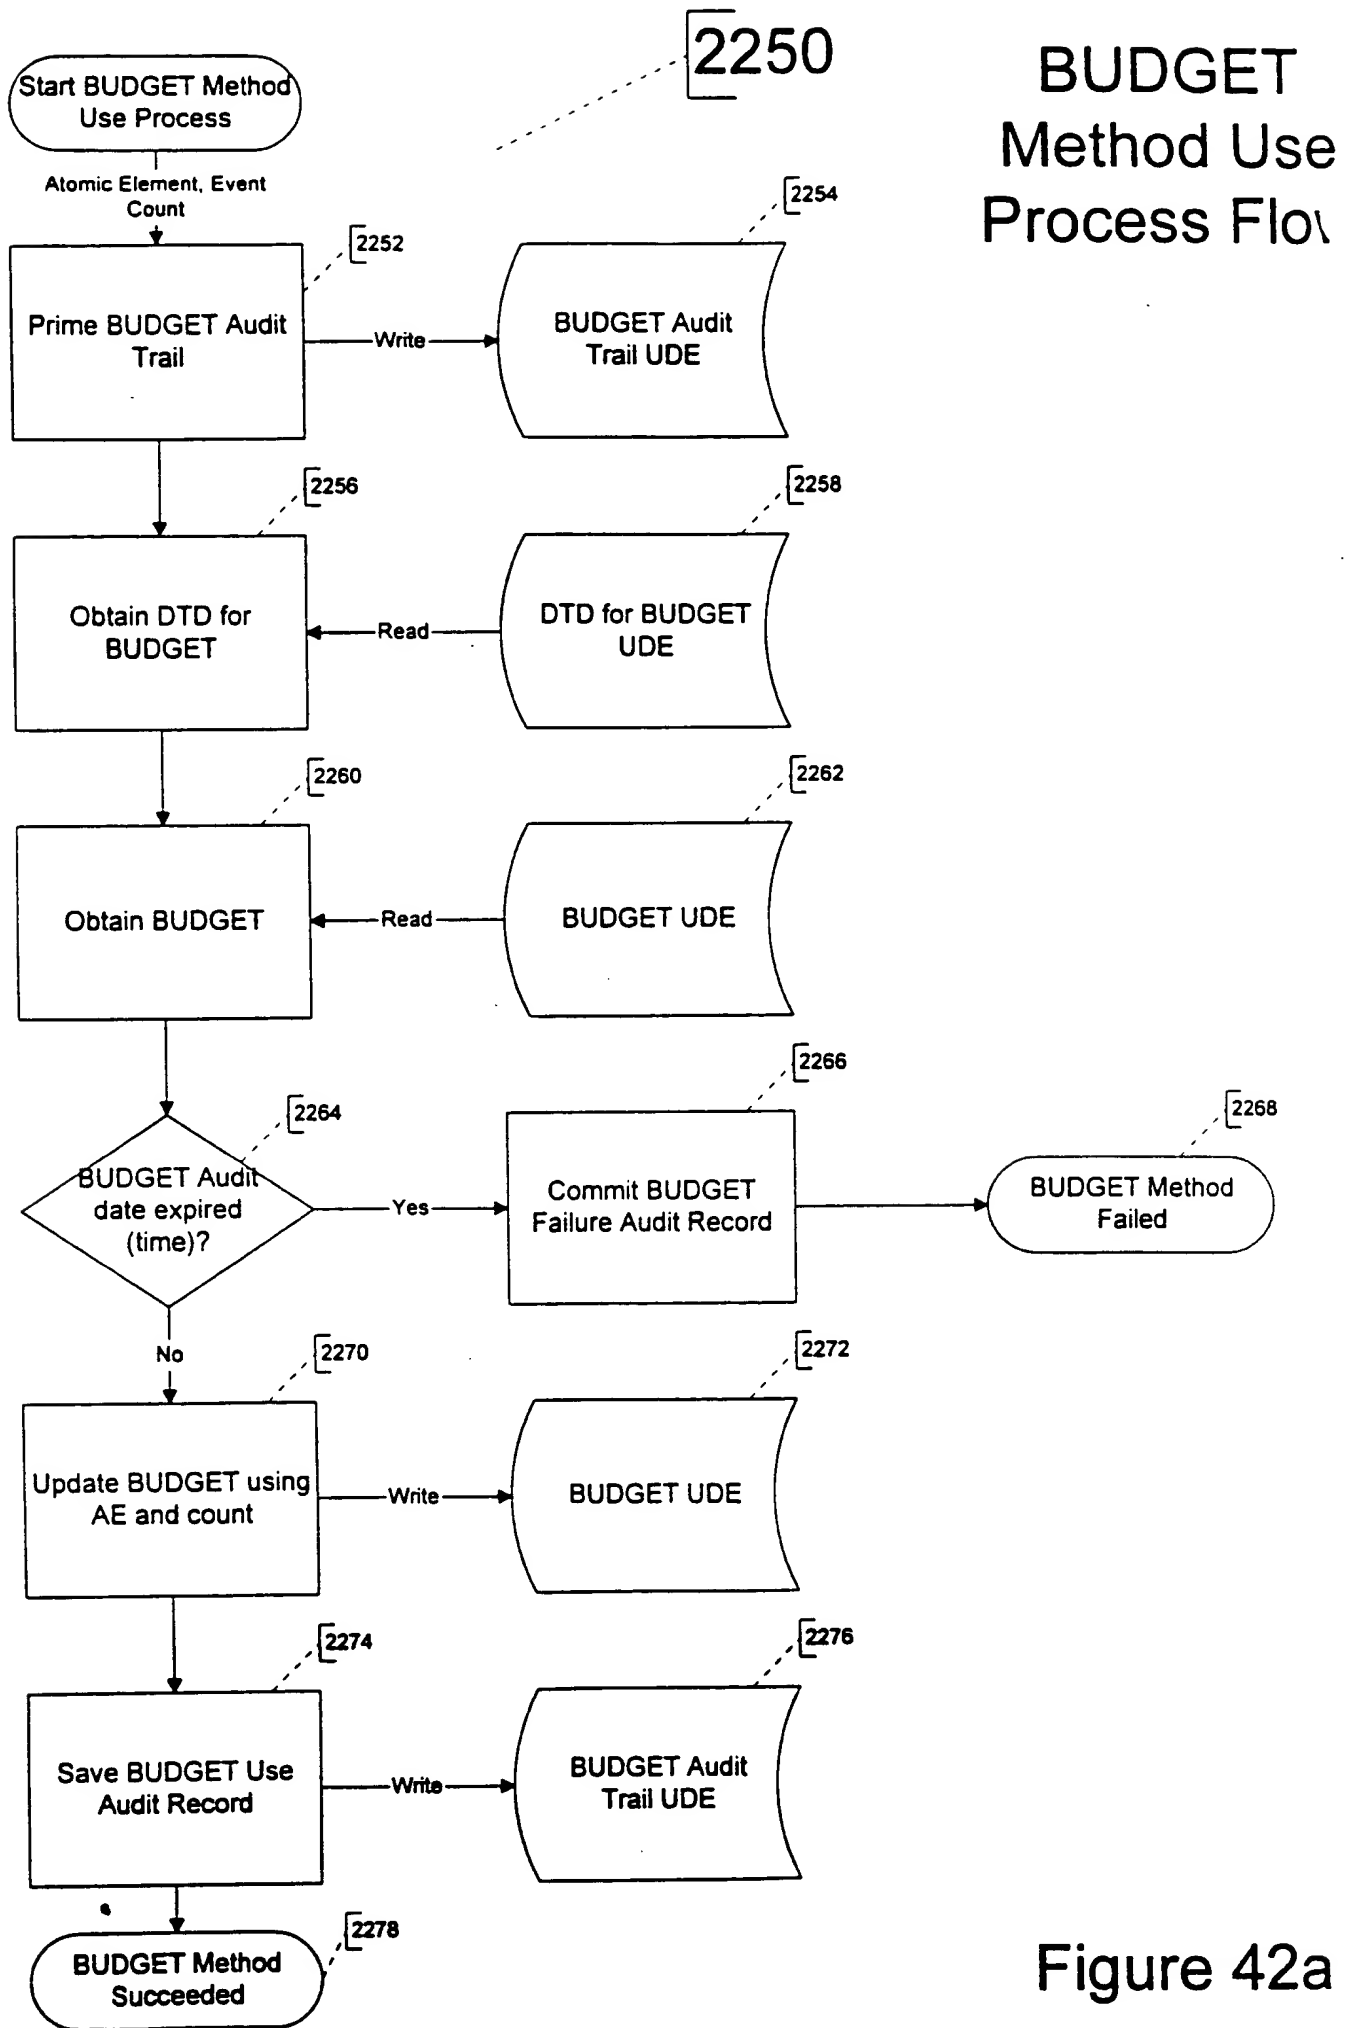 2250
BUDGET
Method Use
Process Flow
Start BUDGET Method
Use Process
Atomic Element, Event
Count
2252
2254
Prime BUDGET Audit
Trail
Write
BUDGET Audit
Trail UDE
2256
2258
Obtain DTD for
BUDGET
Read
DTD for BUDGET
UDE
2260
2262
Obtain BUDGET
Read
BUDGET UDE
2264
2266
2268
BUDGET Audit
date expired
(time)?
Yes
Commit BUDGET
Failure Audit Record
BUDGET Method
Failed
No
2270
2272
Update BUDGET using
AE and count
Write
BUDGET UDE
2274
2276
Save BUDGET Use
Audit Record
Write
BUDGET Audit
Trail UDE
2278
BUDGET Method
Succeeded
Figure 42a